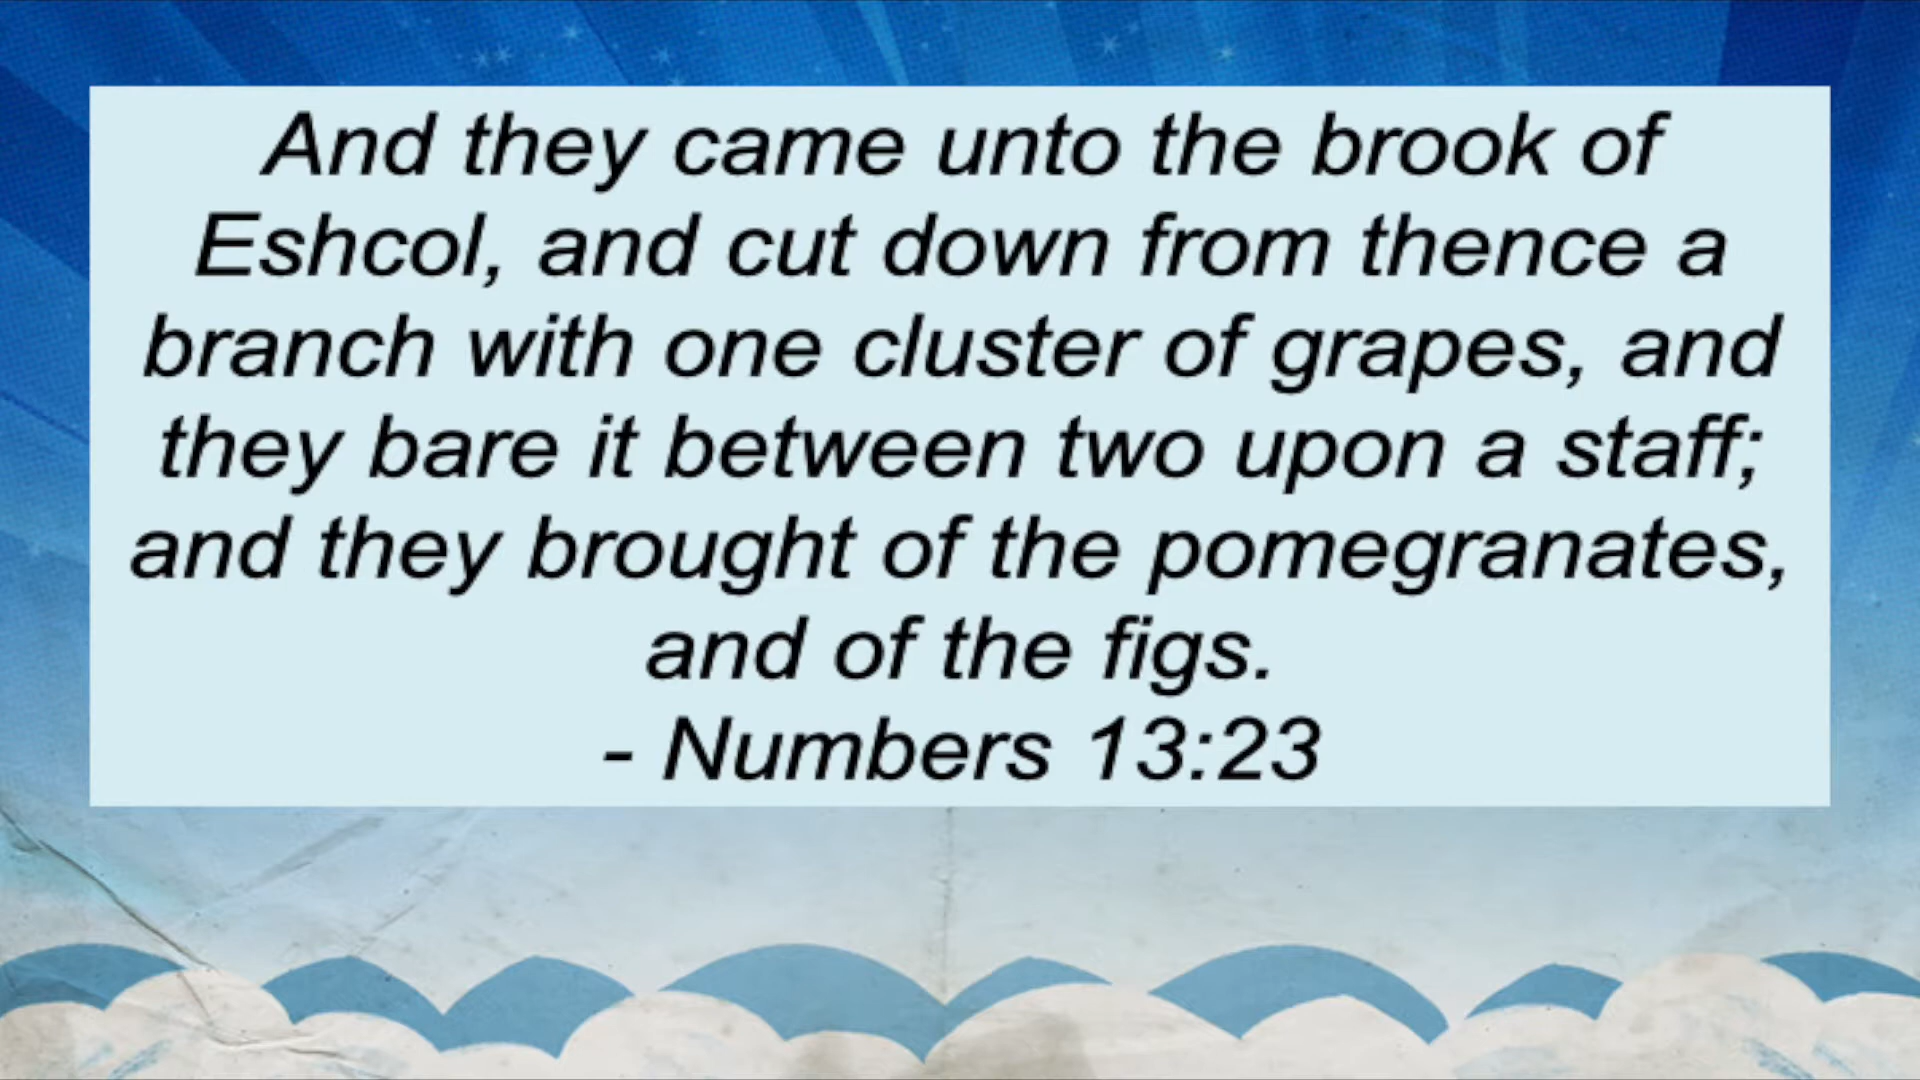 And they came unto the brook of
Eshcol, and cut down from thence a
branch with one cluster of grapes, and
they bare it between two upon a staff;
and they brought of the pomegranates,
and of the figs.
- Numbers 13:23